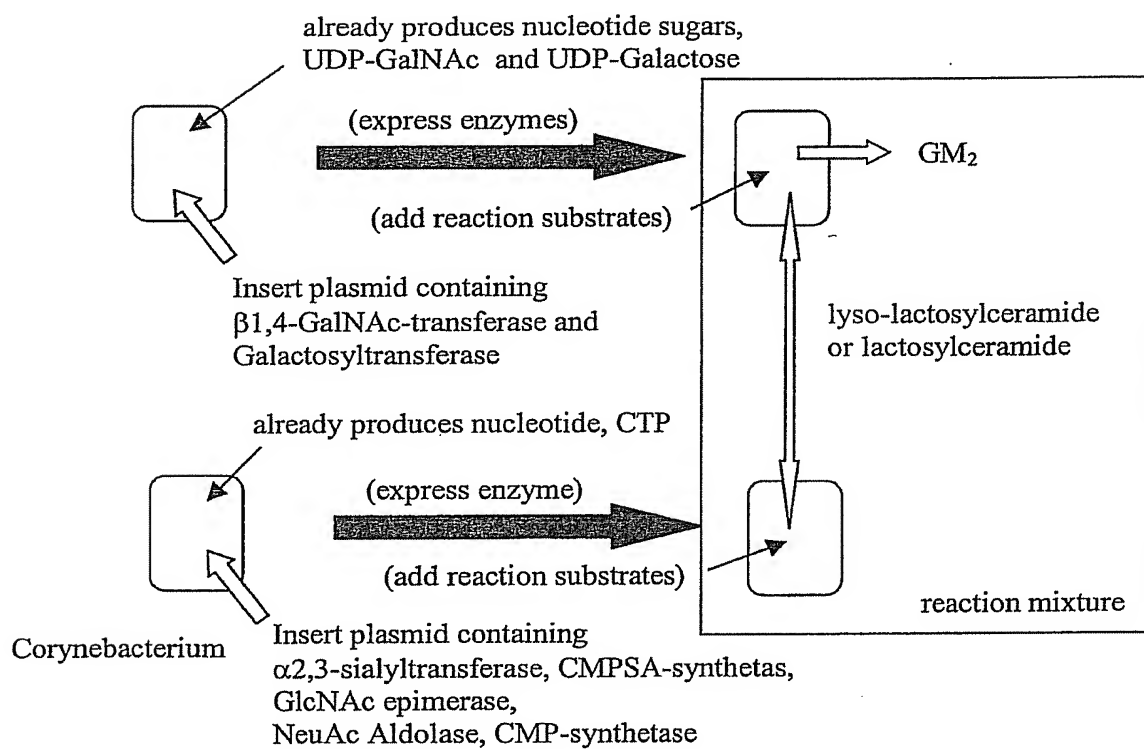 already produces nucleotide sugars,
UDP-GalNAc and UDP-Galactose
(express enzymes)
GM₂
(add reaction substrates)
Insert plasmid containing
β1,4-GalNAc-transferase and
Galactosyltransferase
lyso-lactosylceramide
or lactosylceramide
already produces nucleotide, CTP
(express enzyme)
(add reaction substrates)
reaction mixture
Corynebacterium
Insert plasmid containing
α2,3-sialyltransferase, CMPSA-synthetas,
GlcNAc epimerase,
NeuAc Aldolase, CMP-synthetase